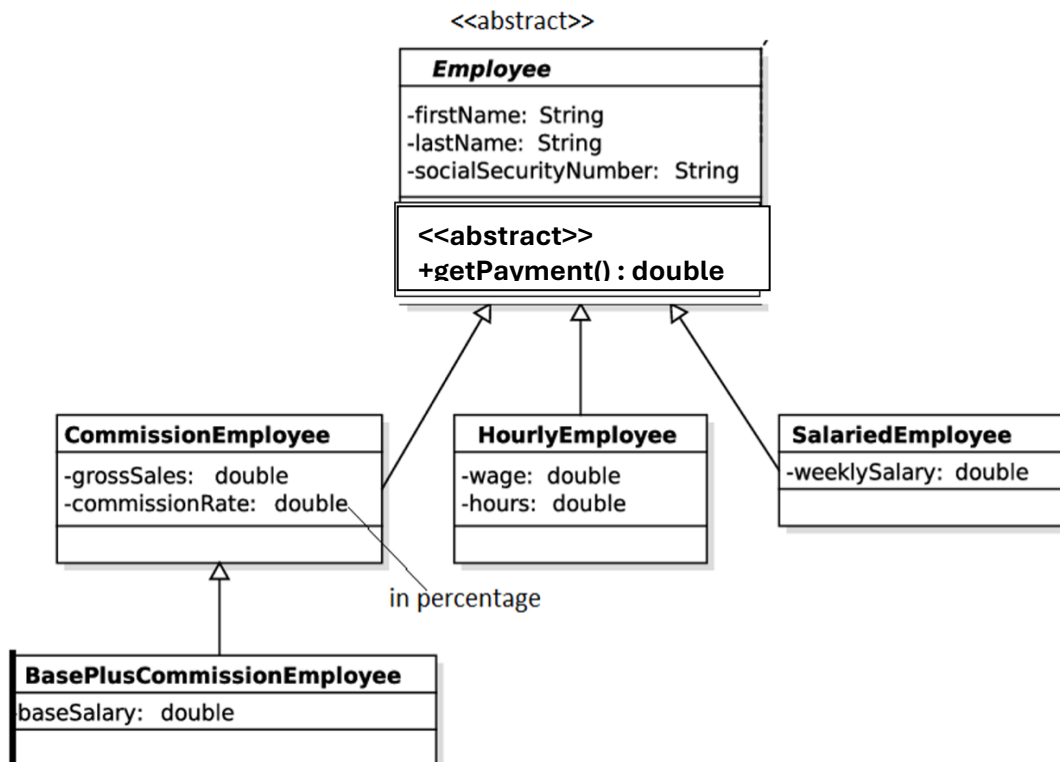 <<abstract>>
Employee
-firstName: String
-lastName: String
-socialSecurityNumber: String
<<abstract>>
+getPayment() : double
CommissionEmployee
-grossSales: double
-commissionRate: double
HourlyEmployee
-wage: double
-hours: double
SalariedEmployee
-weeklySalary: double
in percentage
BasePlusCommissionEmployee
-baseSalary: double